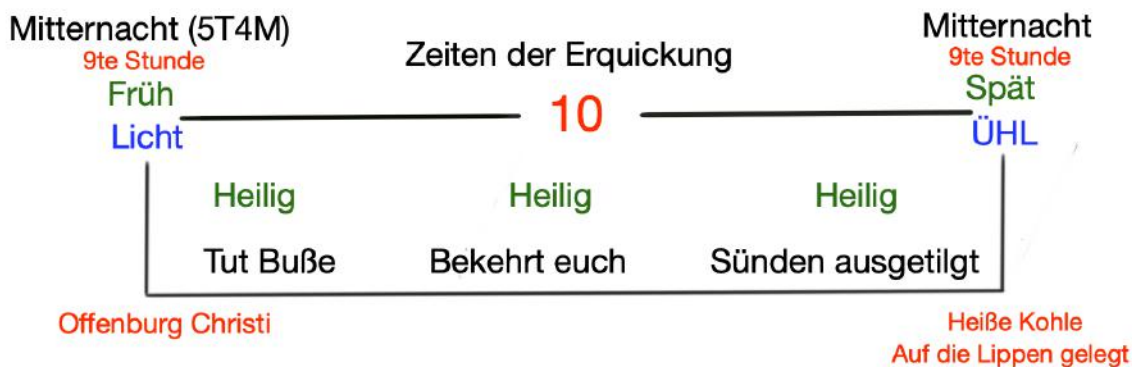 Mitternacht (5T4M)
9te Stunde
Früh
Licht
Zeiten der Erquickung
10
Mitternacht
9te Stunde
Spät
ÜHL
Heilig
Heilig
Heilig
Tut Buße
Bekehrt euch
Sünden ausgetilgt
Offenburg Christi
Heiße Kohle
Auf die Lippen gelegt